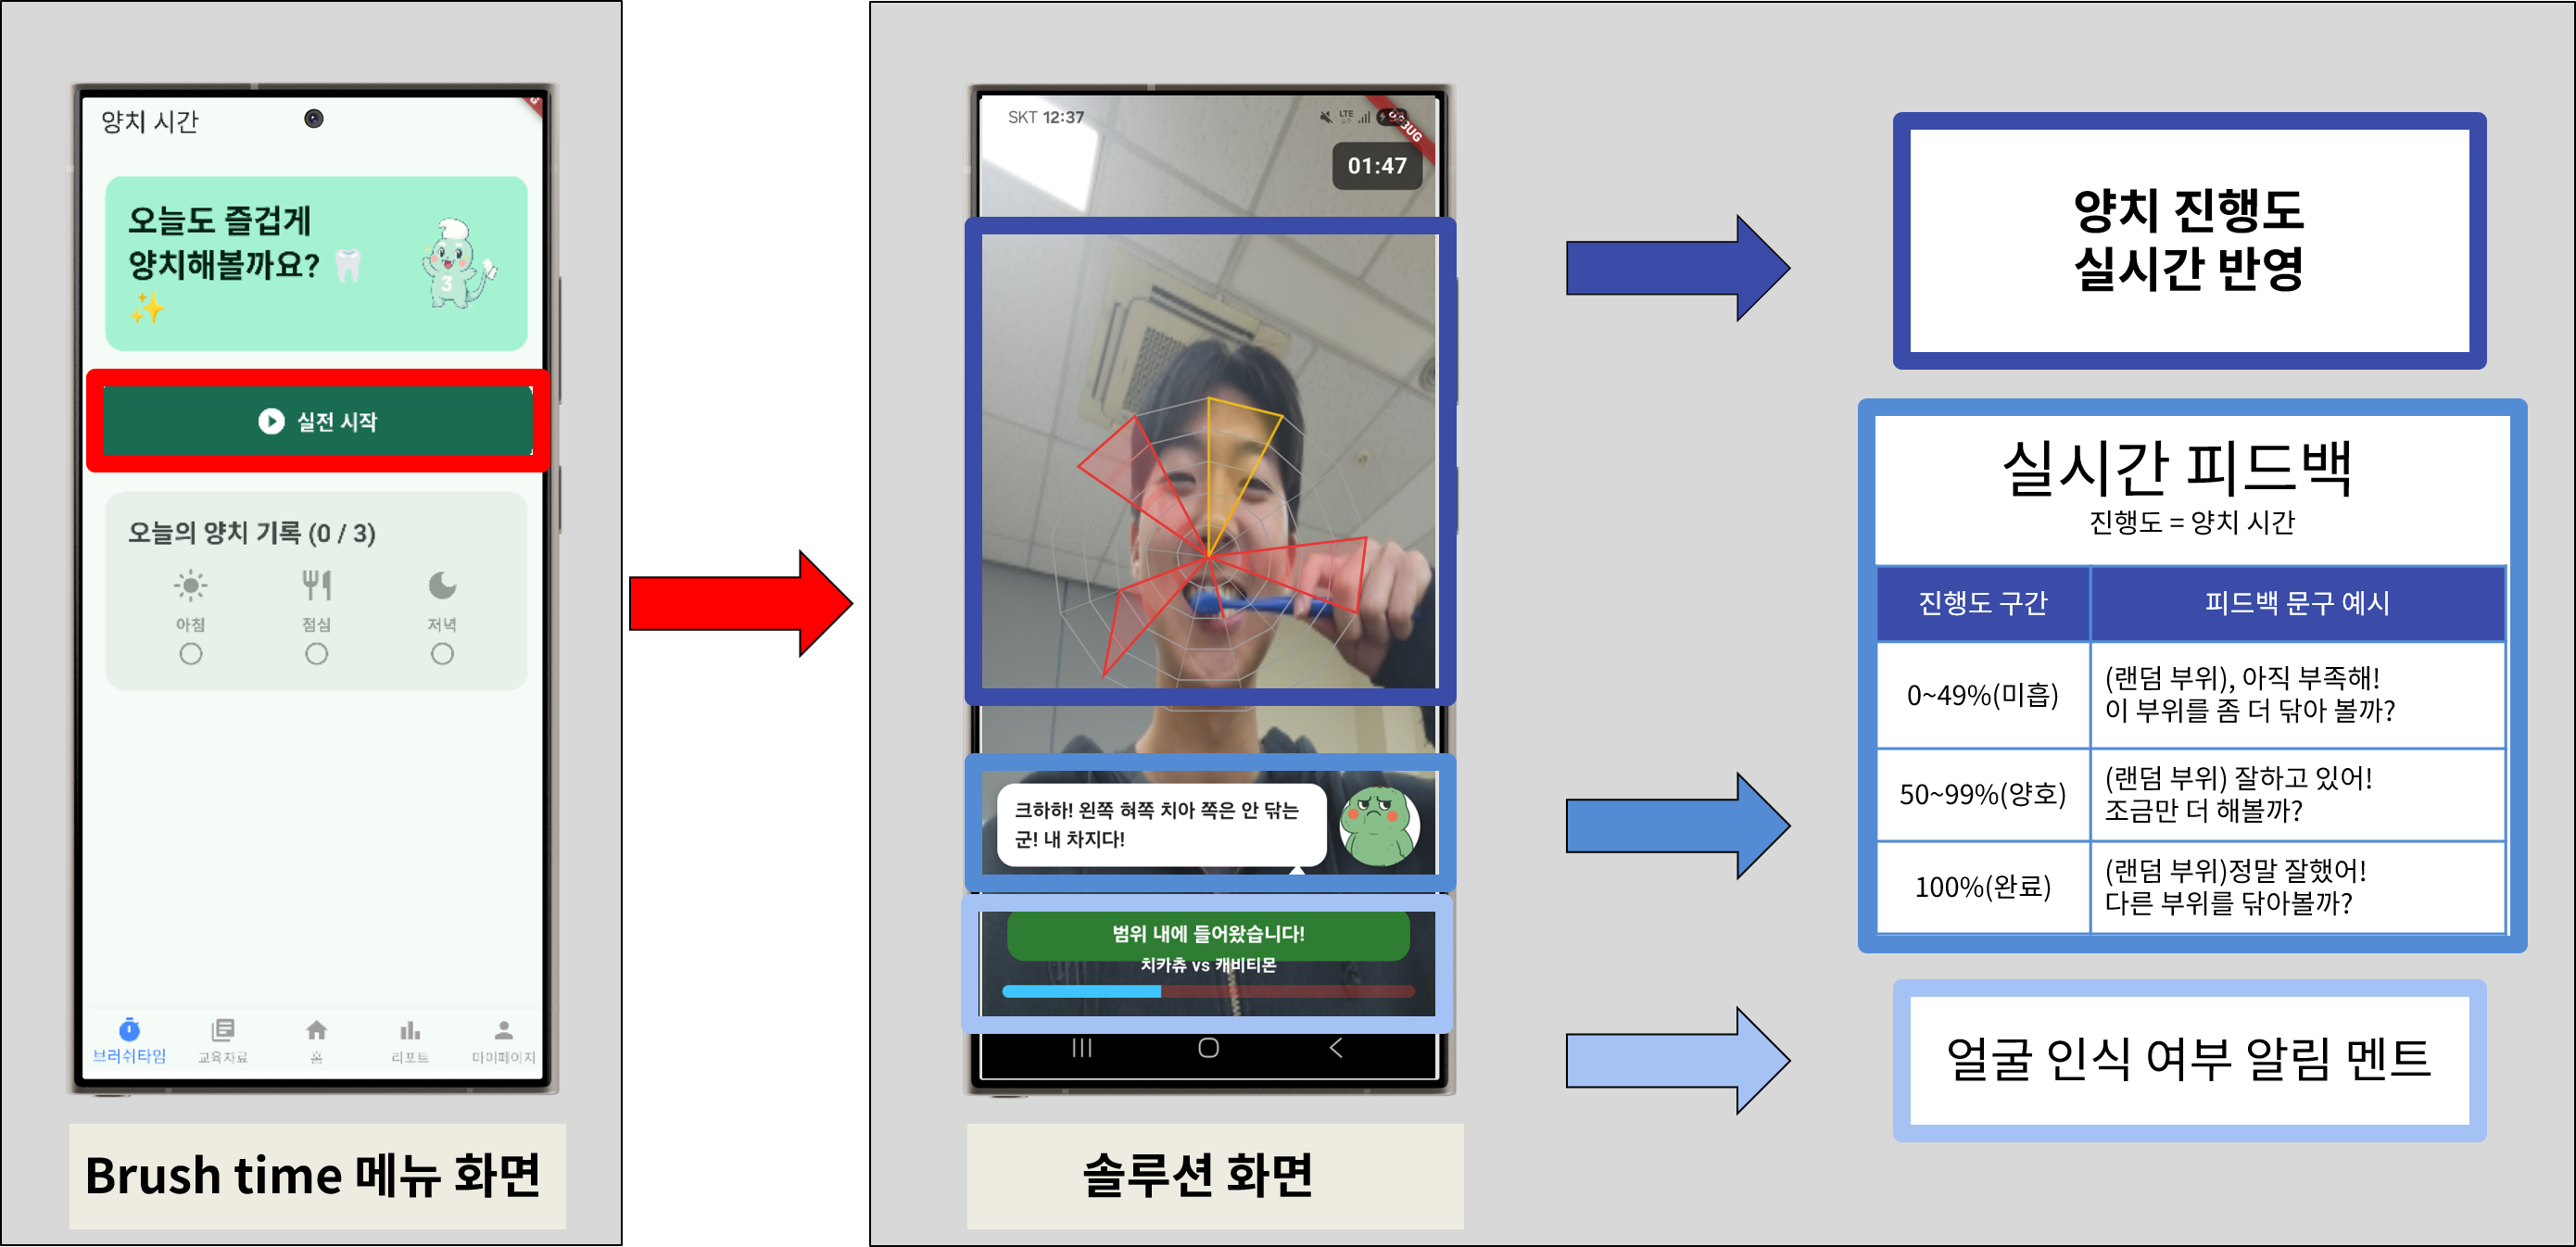 양치 시간
오늘도 즐겁게
양치해볼까요? 🦷
✨
3
실전 시작
오늘의 양치 기록 (0 / 3)
아침 점심 저녁
브러쉬타임 교육자료 홈 리포트 마이페이지
Brush time 메뉴 화면
SKT 12:37
LTE
01:47
크하하! 왼쪽 혀쪽 치아 쪽은 안 닦는
군! 내 차지다!
범위 내에 들어왔습니다!
치카츄 vs 캐비티몬
솔루션 화면
양치 진행도
실시간 반영
실시간 피드백
진행도 = 양치 시간
진행도 구간 피드백 문구 예시
0~49%(미흡)
(랜덤 부위), 아직 부족해!
이 부위를 좀 더 닦아 볼까?
50~99%(양호)
(랜덤 부위) 잘하고 있어!
조금만 더 해볼까?
100%(완료)
(랜덤 부위)정말 잘했어!
다른 부위를 닦아볼까?
얼굴 인식 여부 알림 멘트